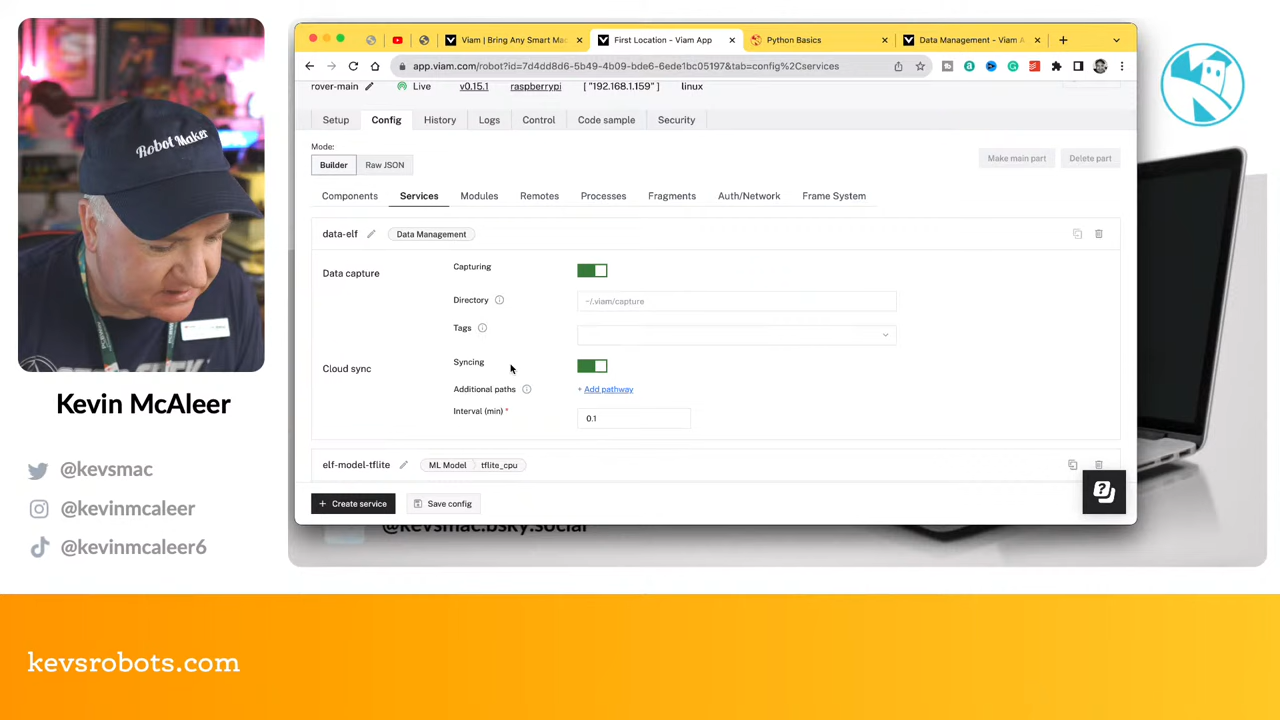 Viam | Bring Any Smart Ma
First Location - Viam App
Python Basics
Data Management - Viam A
app.viam.com/robot?id=7d4dd8d6-5b49-4b09-bde6-6ede1bc05197&tab=config%2Cservices
rover-main Live v0.15.1 raspberrypi [ "192.168.1.159" ] linux
Setup Config History Logs Control Code sample Security
Mode:
Builder Raw JSON Make main part Delete part
Components Services Modules Remotes Processes Fragments Auth/Network Frame System
data-elf Data Management
Data capture Capturing
Directory ~/.viam/capture
Tags
Cloud sync Syncing
Additional paths + Add pathway
Interval (min) * 0.1
elf-model-tflite ML Model tflite_cpu
+ Create service Save config
@kevsmac.bsky.social
Robot Maker
Kevin McAleer
@kevsmac
@kevinmcaleer
@kevinmcaleer6
kevsrobots.com